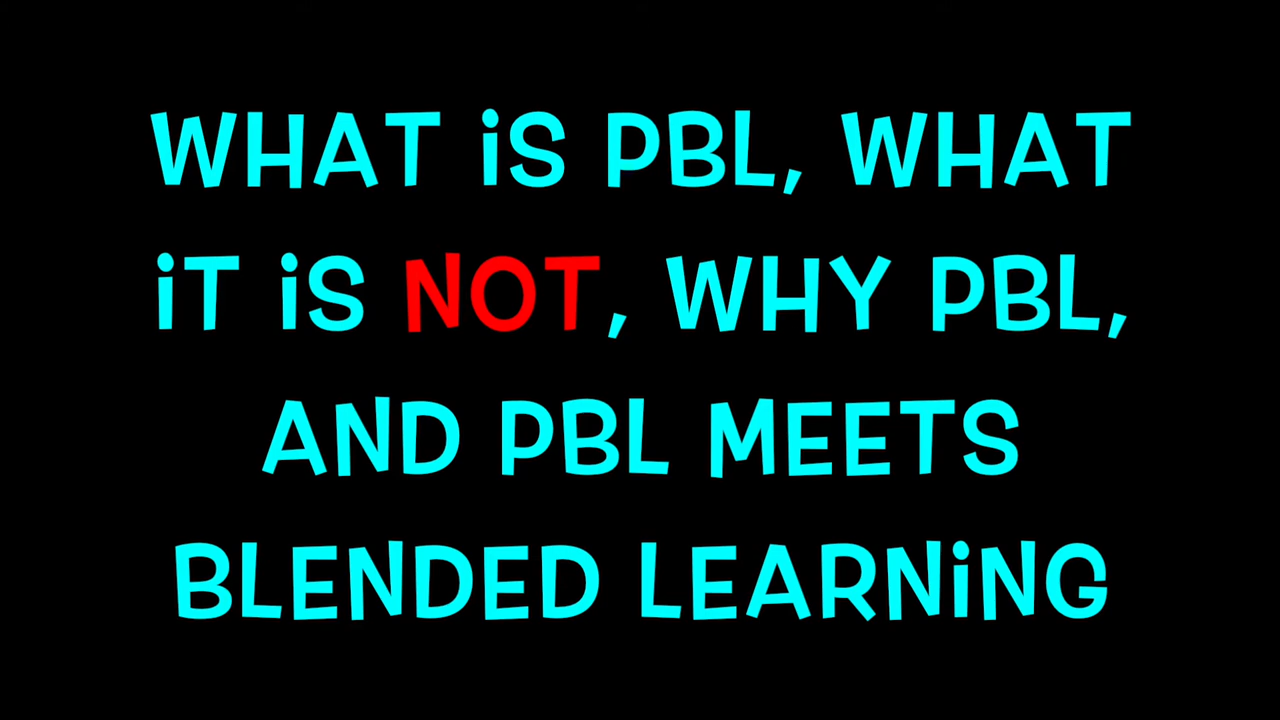 WHAT iS PBL, WHAT
iT iS NOT, WHY PBL,
AND PBL MEETS
BLENDED LEARNiNG